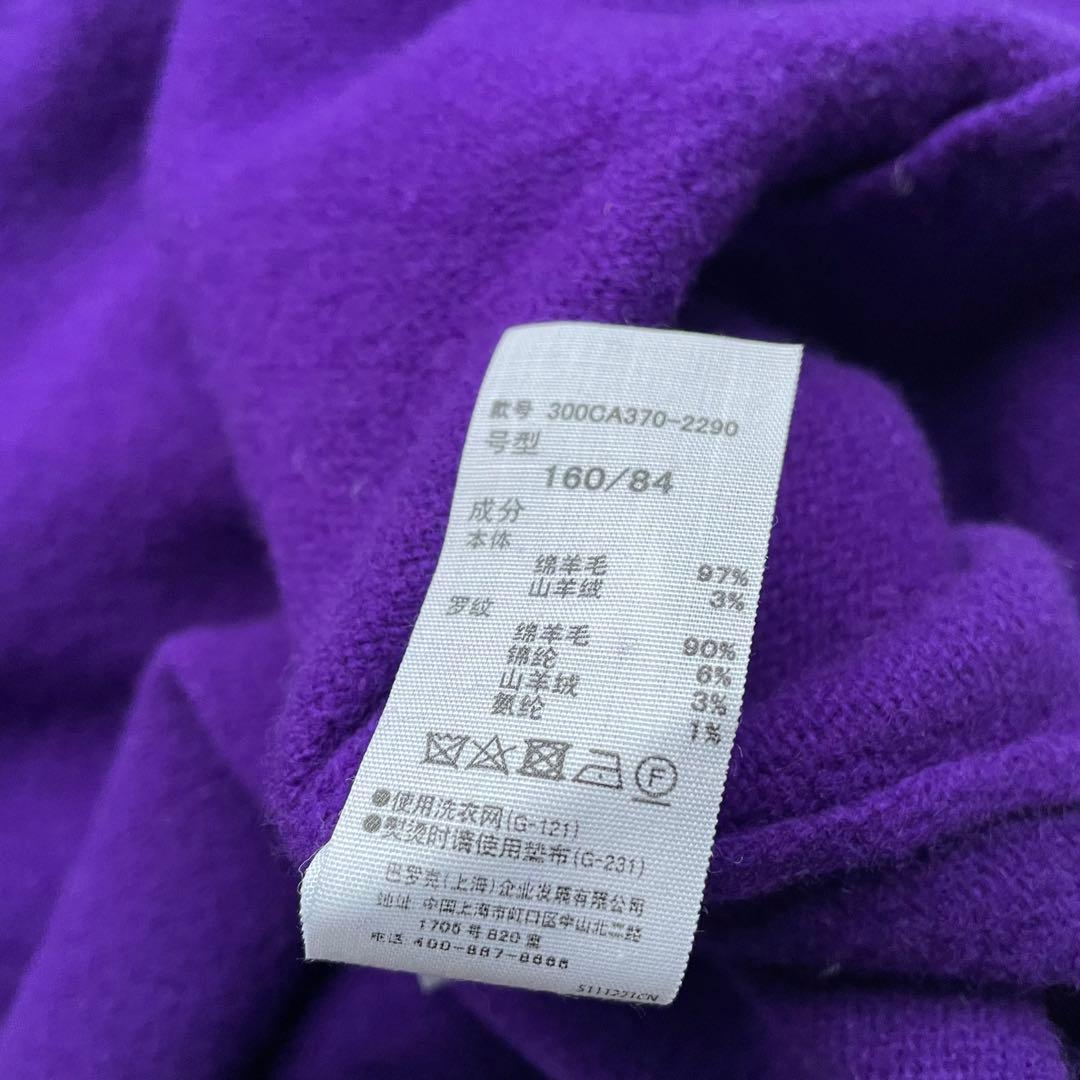 款号 300CA370-2290
号型
160/84
成分
本体
绵羊毛 97%
山羊绒 3%
罗纹
绵羊毛 90%
锦纶 6%
山羊绒 3%
氨纶 1%
F
●使用洗衣网(G-121)
●熨烫时请使用垫布(G-231)
巴罗克(上海)企业发展有限公司
地址 中国上海市虹口区中山北二路
1705号820室
电话 400-887-8668
5111221CN